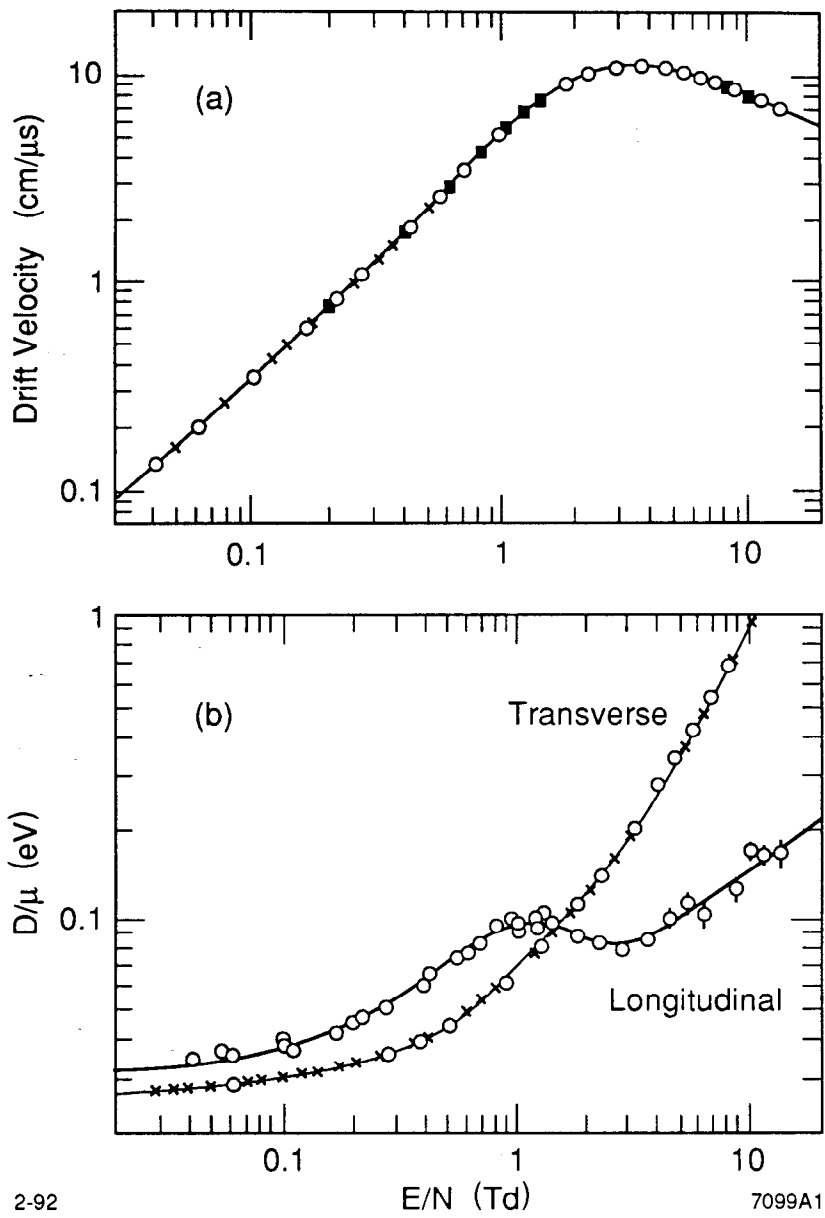 (a)
Drift Velocity (cm/μs)
10
1
0.1
0.1
1
10
(b)
D/μ (eV)
1
0.1
Transverse
Longitudinal
0.1
1
10
E/N (Td)
2-92
7099A1